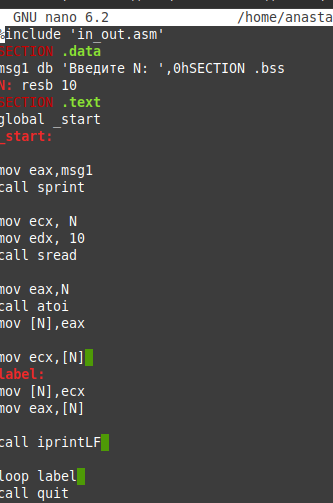 GNU nano 6.2 /home/anasta
%include 'in_out.asm'
SECTION .data
msg1 db 'Введите N: ',0hSECTION .bss
N: resb 10
SECTION .text
global _start
_start:
mov eax,msg1
call sprint
mov ecx, N
mov edx, 10
call sread
mov eax,N
call atoi
mov [N],eax
mov ecx,[N]
label:
mov [N],ecx
mov eax,[N]
call iprintLF
loop label
call quit